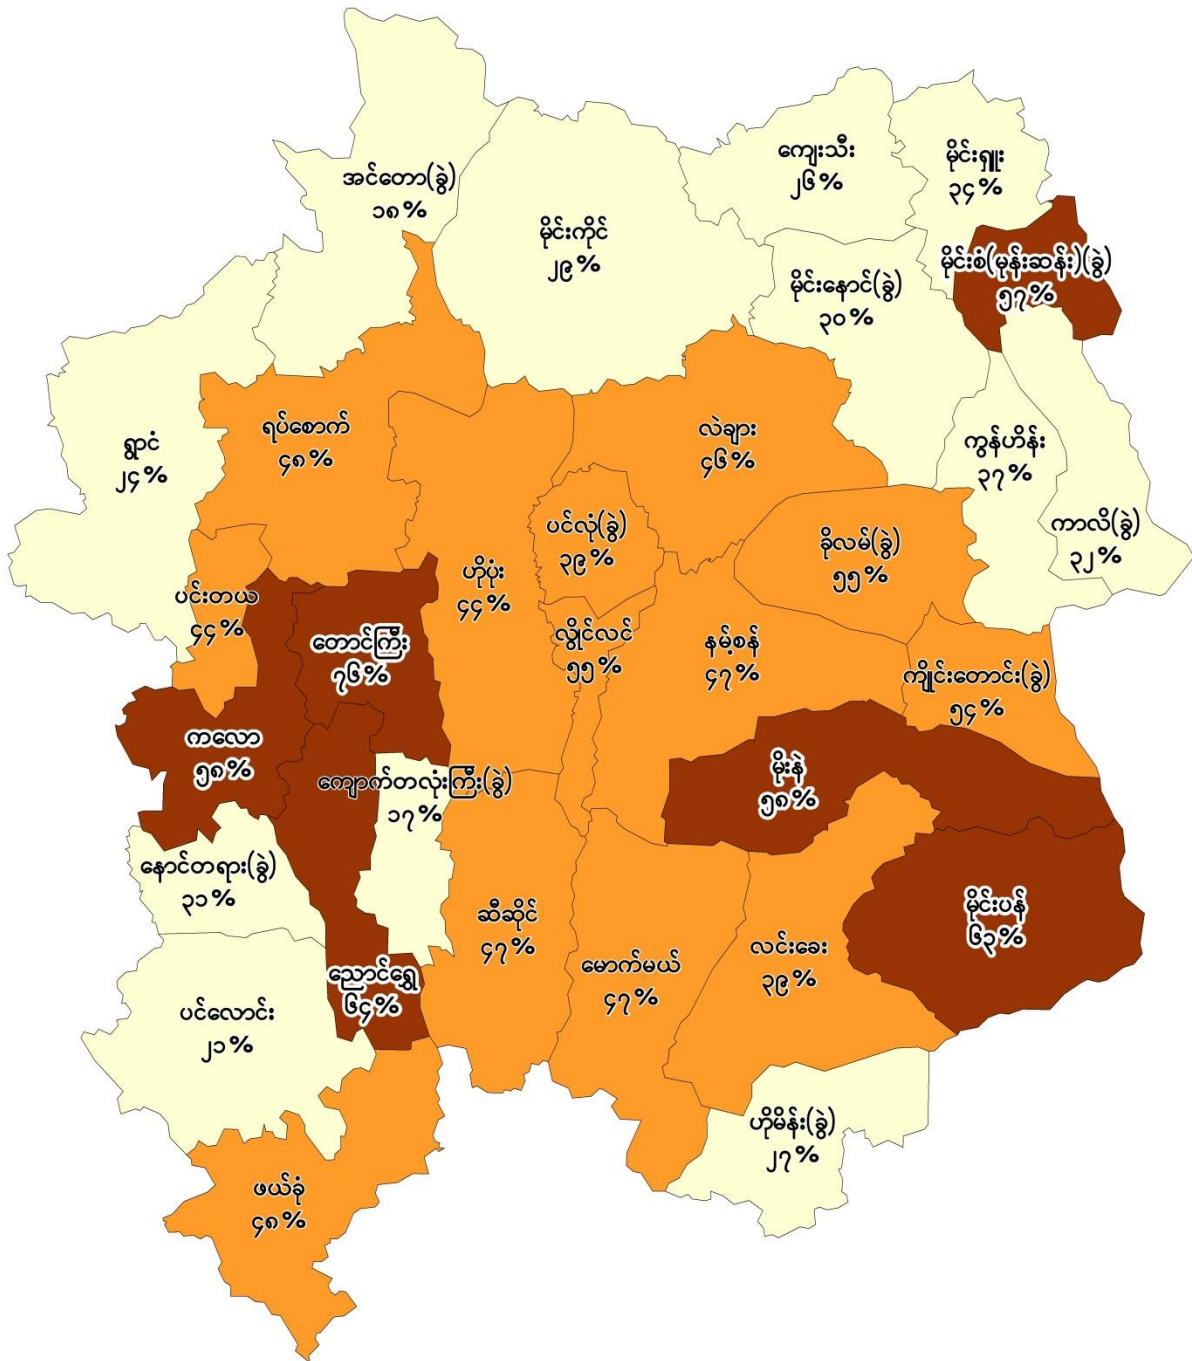 ကျေးသီး
၂၆%
မိုင်းရှူး
၃၄%
အင်တော(ခွဲ)
၁၈%
မိုင်းကိုင်
၂၉%
မိုင်းစံ(မုန်းဆန်း)(ခွဲ)
၅၇%
မိုင်းနောင်(ခွဲ)
၃၀%
ရပ်စောက်
၄၈%
လဲချား
၄၆%
ရွာငံ
၂၄%
ကွန်ဟိန်း
၃၇%
ပင်လုံ(ခွဲ)
၃၉%
ကာလိ(ခွဲ)
၃၂%
ခိုလမ်(ခွဲ)
၅၅%
ဟိုပုံး
၄၄%
ပင်းတယ
၄၄%
တောင်ကြီး
၇၆%
လွိုင်လင်
၅၅%
နမ့်စန်
၄၇%
ကျိုင်းတောင်း(ခွဲ)
၅၄%
ကလော
၅၈%
မိုးနဲ
၅၈%
ကျောက်တလုံးကြီး(ခွဲ)
၁၇%
နောင်တရား(ခွဲ)
၃၁%
ဆီဆိုင်
၄၇%
မိုင်းပန်
၆၃%
လင်းခေး
၃၉%
မောက်မယ်
၄၇%
ညောင်ရွှေ
၆၄%
ပင်လောင်း
၂၁%
ဟိုမိန်း(ခွဲ)
၂၇%
ဖယ်ခုံ
၄၈%